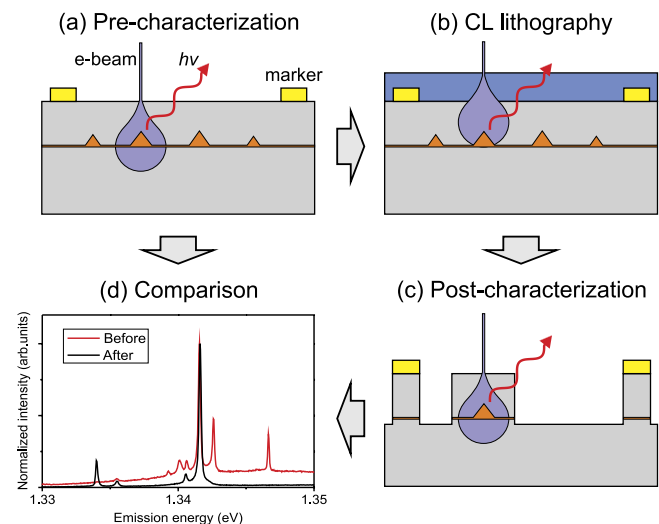 (a) Pre-characterization
e-beam
hv
marker
(b) CL lithography
(d) Comparison
Normalized intensity (arb.units)
Before
After
1.33
1.34
1.35
Emission energy (eV)
(c) Post-characterization